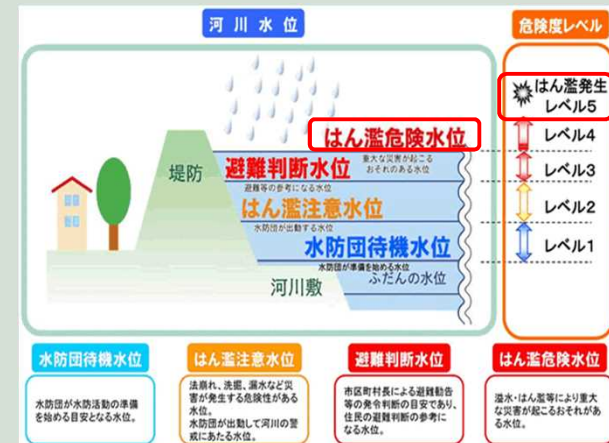 河川水位
危険度レベル
はん濫発生
レベル5
はん濫危険水位
レベル4
重大な災害が起こる
おそれのある水位
避難判断水位
レベル3
避難等の参考になる水位
堤防
はん濫注意水位
レベル2
水防団が出動する水位
水防団待機水位
レベル1
水防団が準備を始める水位
ふだんの水位
河川敷
水防団待機水位
水防団が水防活動の準備
を始める目安となる水位。
はん濫注意水位
法崩れ、洗掘、漏水など災
害が発生する危険性がある
水位。
水防団が出動して河川の警
戒にあたる水位。
避難判断水位
市区町村長による避難勧告
等の発令判断の目安であり、
住民の避難判断の参考に
なる水位。
はん濫危険水位
溢水・はん濫等により重大
な災害が起こるおそれがあ
る水位。